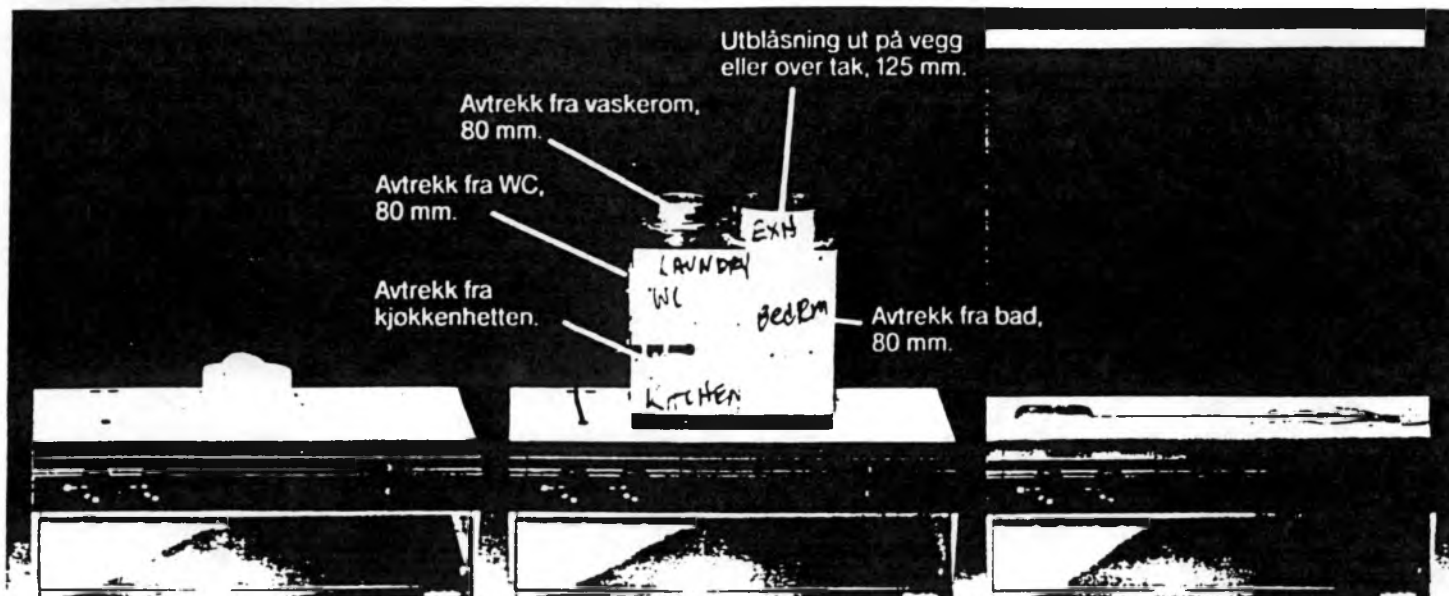 Utblåsning ut på vegg
eller over tak, 125 mm.
Avtrekk fra vaskerom,
80 mm.
Avtrekk fra WC,
80 mm.
EXH
LAUNDRY
WC
Avtrekk fra
kjøkkenhetten.
BedRm
Avtrekk fra bad,
80 mm.
KITCHEN